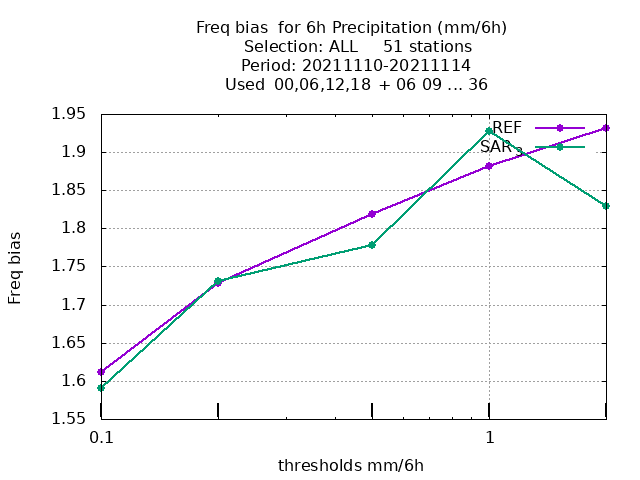 Freq bias  for 6h Precipitation (mm/6h)
Selection: ALL     51 stations
Period: 20211110-20211114
Used  00,06,12,18  + 06 09 ... 36
1.95
REF
1.9
SAR
1.85
1.8
1.75
1.7
1.65
1.6
1.55
Freq bias
0.1
1
thresholds mm/6h